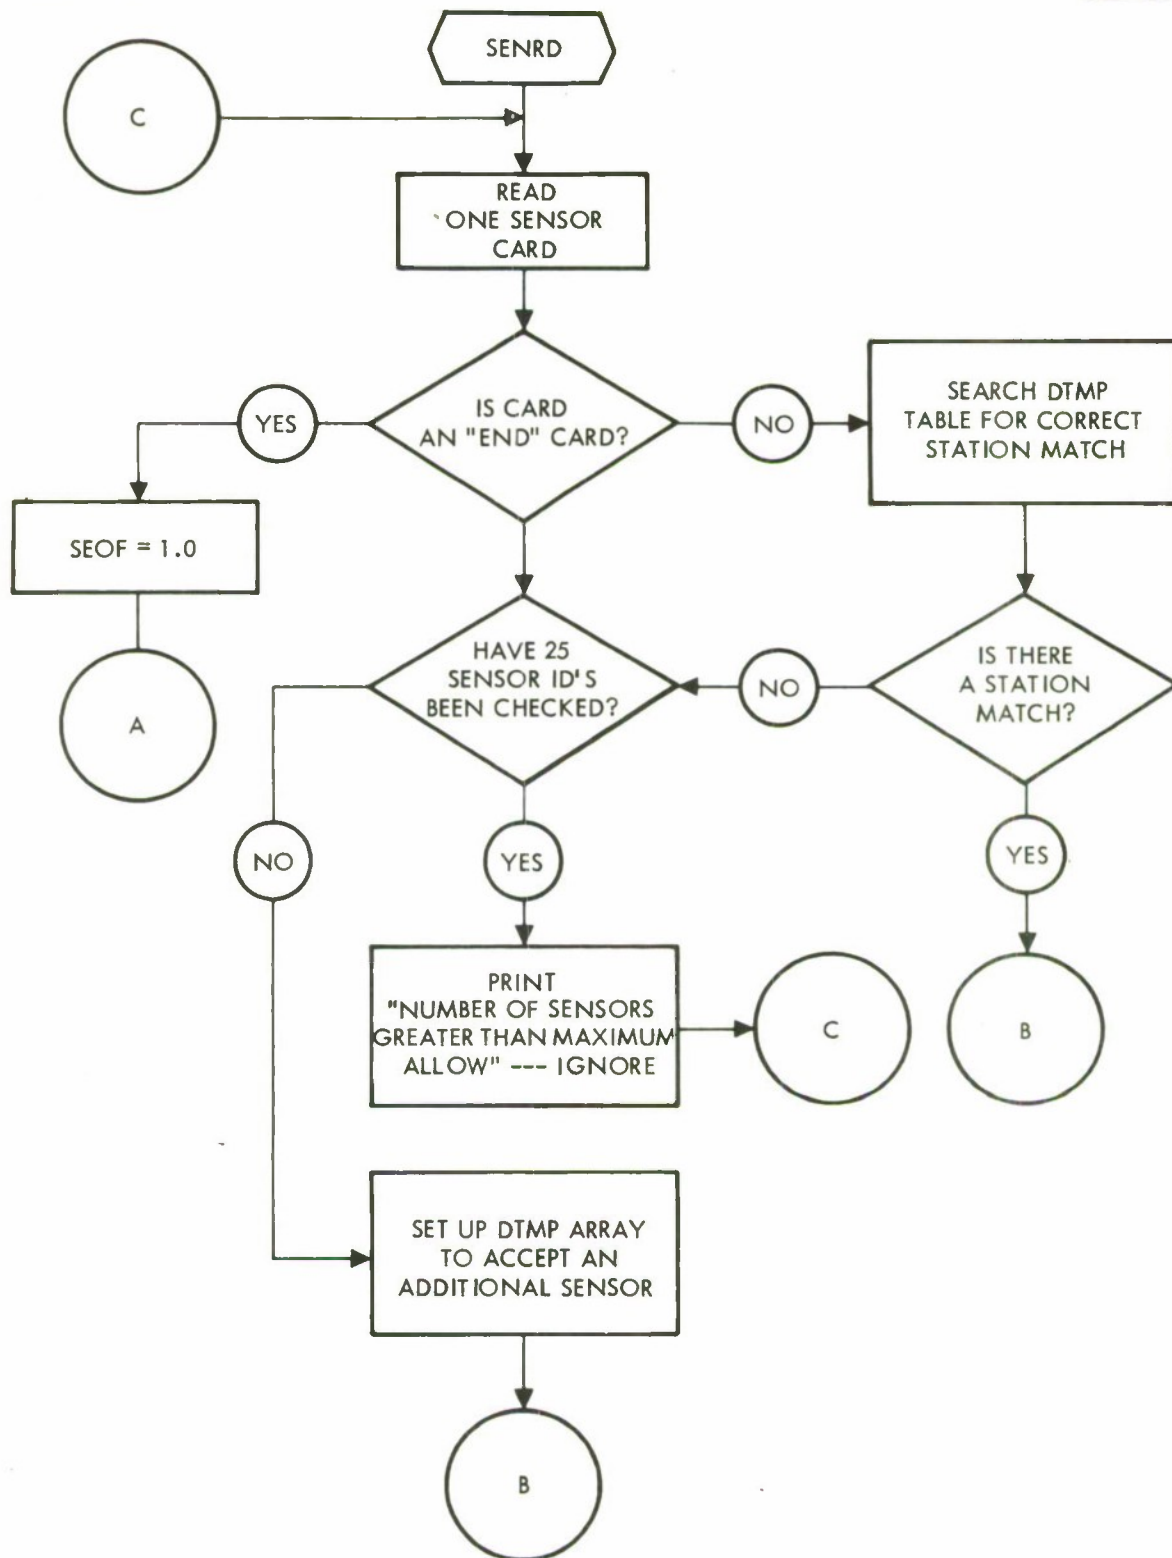 SENRD
C
READ
ONE SENSOR
CARD
IS CARD
AN "END" CARD?
YES
NO
SEARCH DTMP
TABLE FOR CORRECT
STATION MATCH
SEOF = 1.0
A
HAVE 25
SENSOR ID'S
BEEN CHECKED?
NO
IS THERE
A STATION
MATCH?
NO
YES
YES
PRINT
"NUMBER OF SENSORS
GREATER THAN MAXIMUM
ALLOW" --- IGNORE
C
B
SET UP DTMP ARRAY
TO ACCEPT AN
ADDITIONAL SENSOR
B